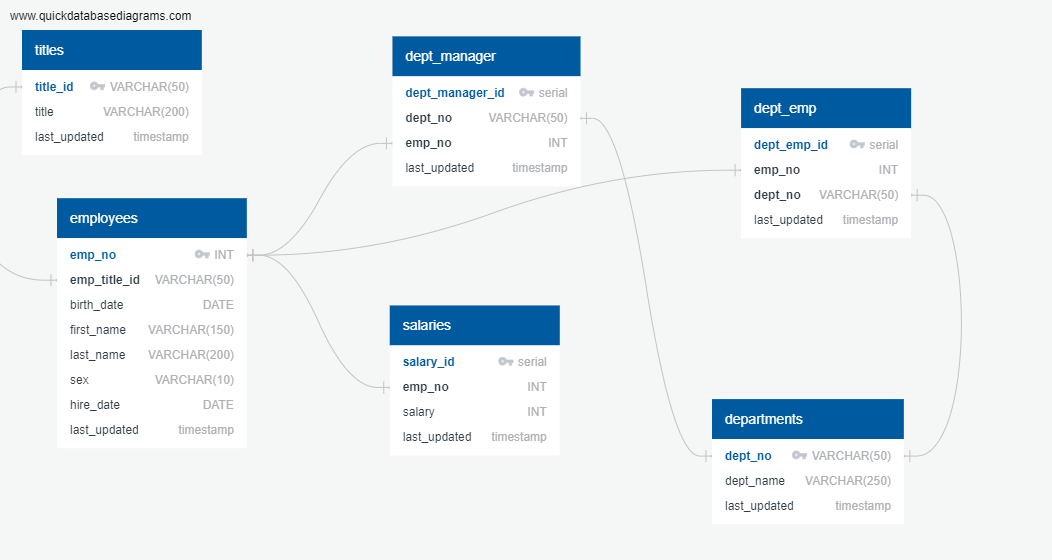 www.quickdatabasediagrams.com
titles
title_id VARCHAR(50)
title VARCHAR(200)
last_updated timestamp
employees
emp_no INT
emp_title_id VARCHAR(50)
birth_date DATE
first_name VARCHAR(150)
last_name VARCHAR(200)
sex VARCHAR(10)
hire_date DATE
last_updated timestamp
dept_manager
dept_manager_id serial
dept_no VARCHAR(50)
emp_no INT
last_updated timestamp
salaries
salary_id serial
emp_no INT
salary INT
last_updated timestamp
dept_emp
dept_emp_id serial
emp_no INT
dept_no VARCHAR(50)
last_updated timestamp
departments
dept_no VARCHAR(50)
dept_name VARCHAR(250)
last_updated timestamp